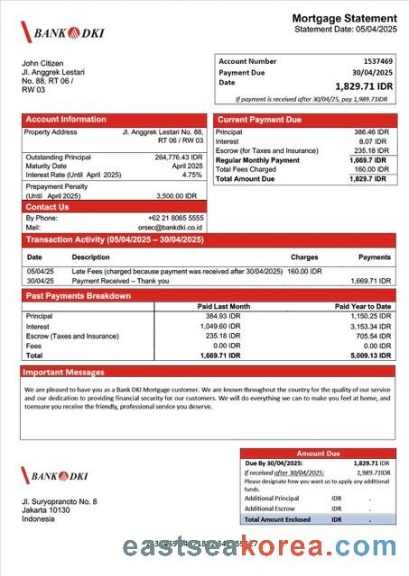 BANK DKI
Mortgage Statement
Statement Date: 05/04/2025
John Citizen
Jl. Anggrek Lestari
No. 88, RT 06 /
RW 03
Account Number 1537469
Payment Due 30/04/2025
Date 1,829.71 IDR
If payment is received after 30/04/25, pay 1,989.71IDR
Account Information
Property Address Jl. Anggrek Lestari No. 88,
RT 06 / RW 03
Outstanding Principal 264,776.43 IDR
Maturity Date April 2025
Interest Rate (Until April 2025) 4.75%
Prepayment Penalty
(Until April 2025) 3,500.00 IDR
Contact Us
By Phone: +62 21 8065 5555
Mail: orsec@bankdki.co.id
Current Payment Due
Principal 386.46 IDR
Interest 8.07 IDR
Escrow (for Taxes and Insurance) 235.18 IDR
Regular Monthly Payment 1,669.7 IDR
Total Fees Charged 160.00 IDR
Total Amount Due 1,829.7 IDR
Transaction Activity (05/04/2025 – 30/04/2025)
Date Description Charges Payments
05/04/25 Late Fees (charged because payment was received after 30/04/2025) 160.00 IDR
30/04/25 Payment Received – Thank you 1,669.71 IDR
Past Payments Breakdown
Paid Last Month Paid Year to Date
Principal 384.93 IDR 1,150.25 IDR
Interest 1,049.60 IDR 3,153.34 IDR
Escrow (Taxes and Insurance) 235.18 IDR 705.54 IDR
Fees 0.00 IDR 0.00 IDR
Total 1,669.71 IDR 5,009.13 IDR
Important Messages
We are pleased to have you as a Bank DKI Mortgage customer. We are known throughout the country for the quality of our service
and our dedication to providing financial security for our customers. We will do everything we can to make you feel at home, and
toensure you receive the friendly, professional service you deserve.
BANK DKI
Jl. Suryopranoto No. 8
Jakarta 10130
Indonesia
Amount Due
Due By 30/04/2025: 1,829.71 IDR
If received after 30/04/2025: 1,989.71IDR
Please designate how you want us to apply any additional
funds.
Additional Principal IDR .
Additional Escrow IDR .
Total Amount Enclosed IDR .
eastseakorea.com